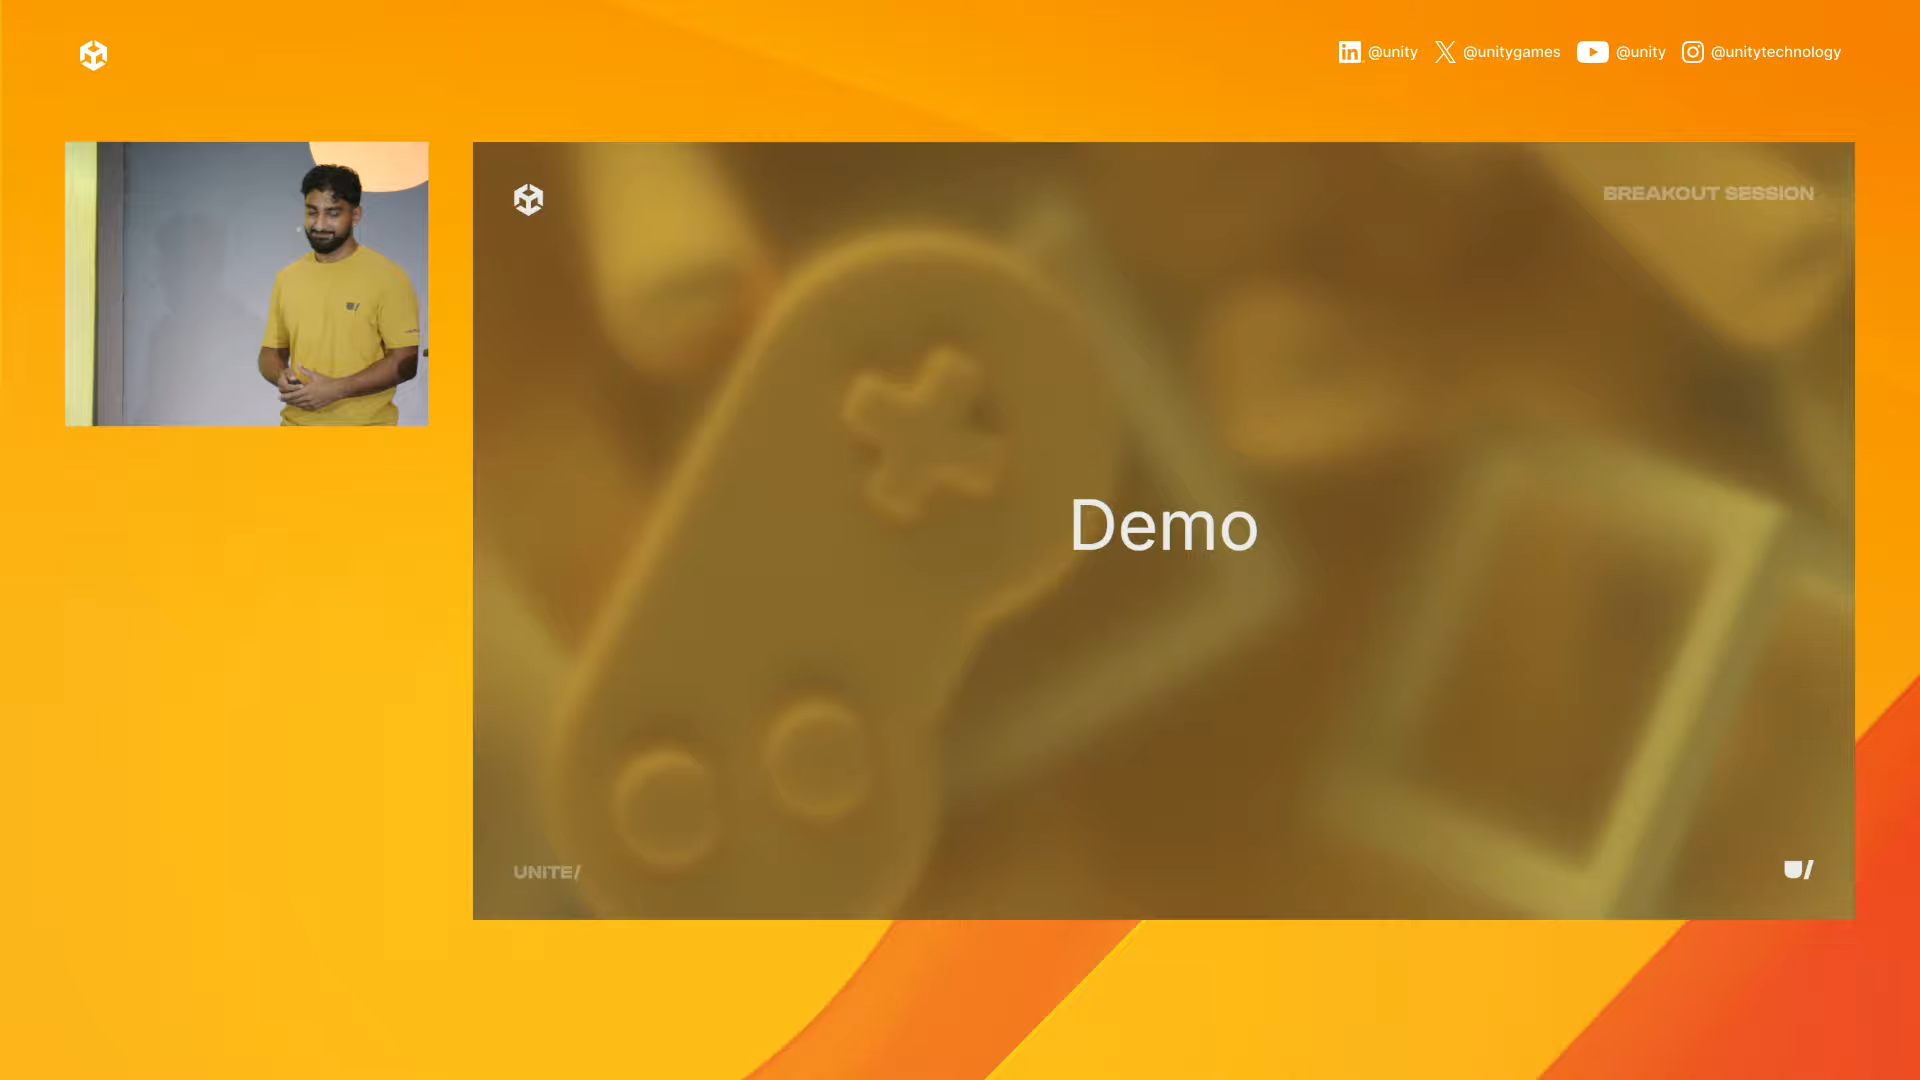 @unity @unitygames @unity @unitytechnology
BREAKOUT SESSION
Demo
UNITE/
U/